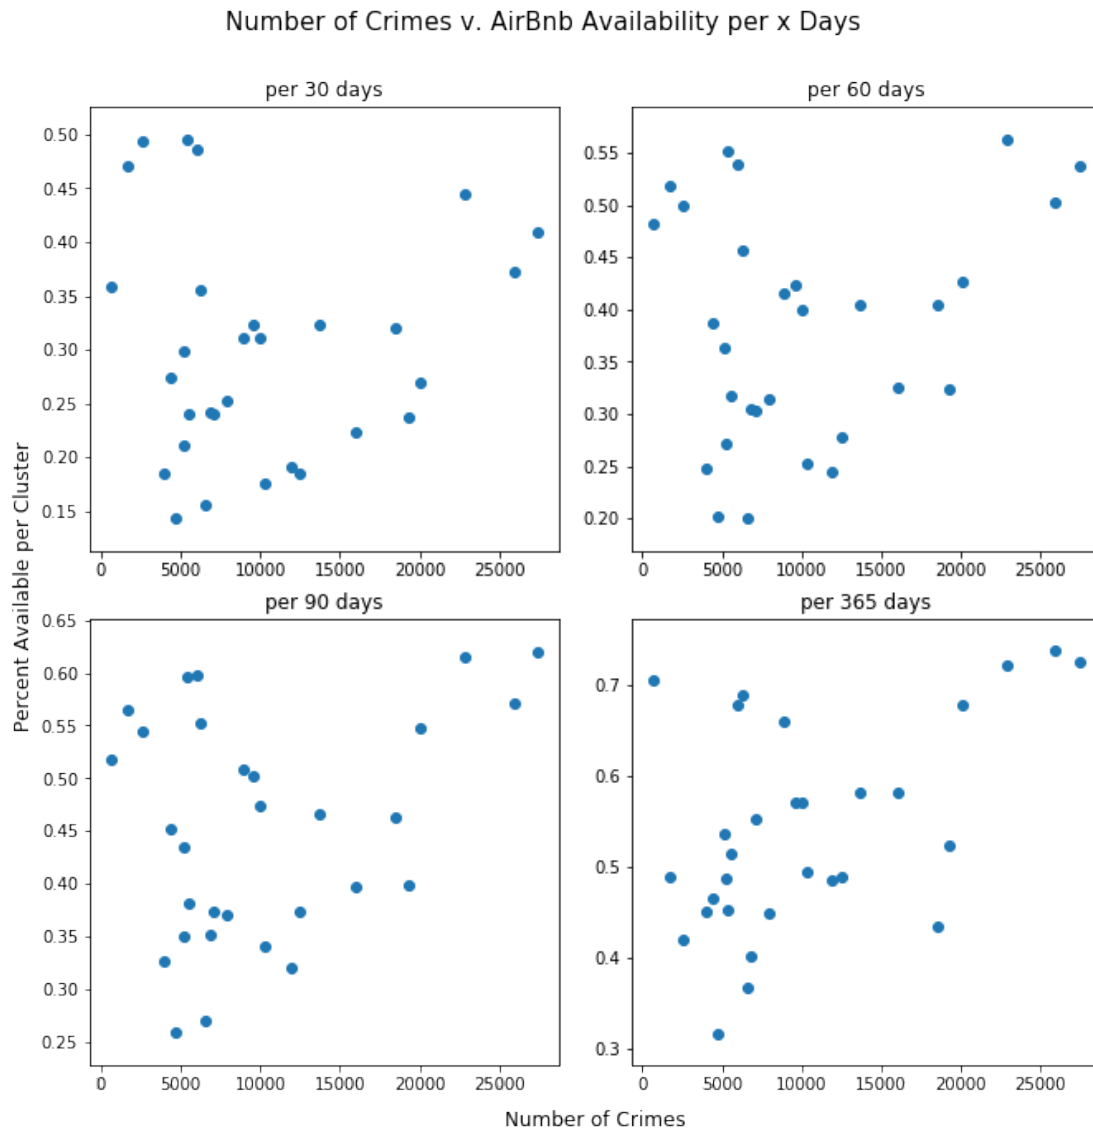 Number of Crimes v. AirBnb Availability per x Days
per 30 days
0.50
0.45
0.40
0.35
0.30
0.25
0.20
0.15
0 5000 10000 15000 20000 25000
per 60 days
0.55
0.50
0.45
0.40
0.35
0.30
0.25
0.20
0 5000 10000 15000 20000 25000
Percent Available per Cluster
per 90 days
0.65
0.60
0.55
0.50
0.45
0.40
0.35
0.30
0.25
0 5000 10000 15000 20000 25000
per 365 days
0.7
0.6
0.5
0.4
0.3
0 5000 10000 15000 20000 25000
Number of Crimes